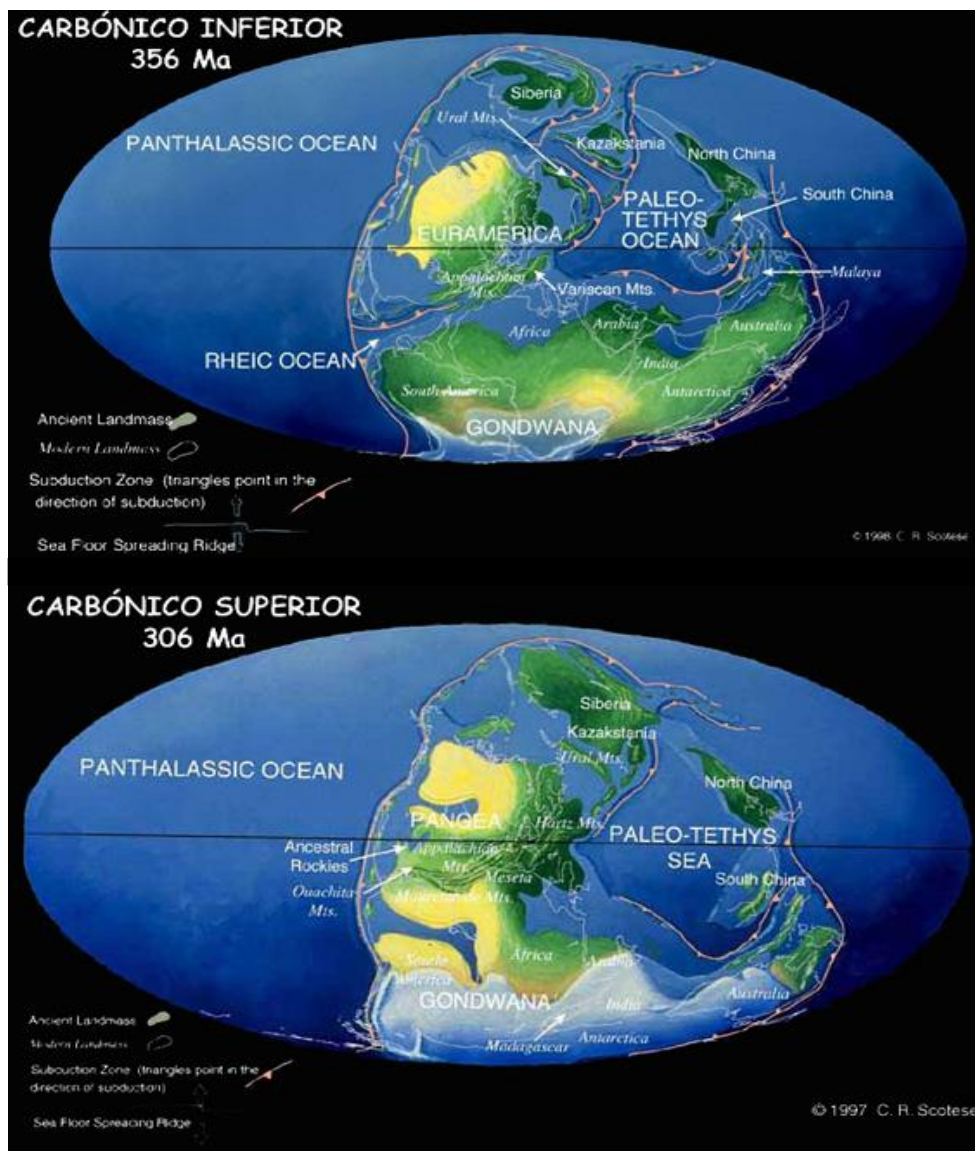 CARBÓNICO INFERIOR
356 Ma
Siberia
Ural Mts.
PANTHALASSIC OCEAN
Kazakstania
North China
South China
PALEO-
TETHYS
OCEAN
EURAMERICA
Appalachian
Mts.
Variscan Mts.
Malaya
Africa
Arabia
Australia
RHEIC OCEAN
India
South America
Antarctica
GONDWANA
Ancient Landmass
Modern Landmass
Subduction Zone (triangles point in the
direction of subduction)
Sea Floor Spreading Ridge
© 1998 C. R. Scotese
CARBÓNICO SUPERIOR
306 Ma
Siberia
Kazakstania
Ural Mts.
PANTHALASSIC OCEAN
North China
PANGEA
Hartz Mts.
PALEO-TETHYS
SEA
Ancestral
Rockies
Appalachian
Mts.
Meseta
South China
Ouachita
Mts.
Mts.
Africa
Arabia
South
America
GONDWANA
India
Australia
Madagascar
Antarctica
Ancient Landmass
Modern Landmass
Subduction Zone (triangles point in the
direction of subduction)
Sea Floor Spreading Ridge
© 1997 C. R. Scotese